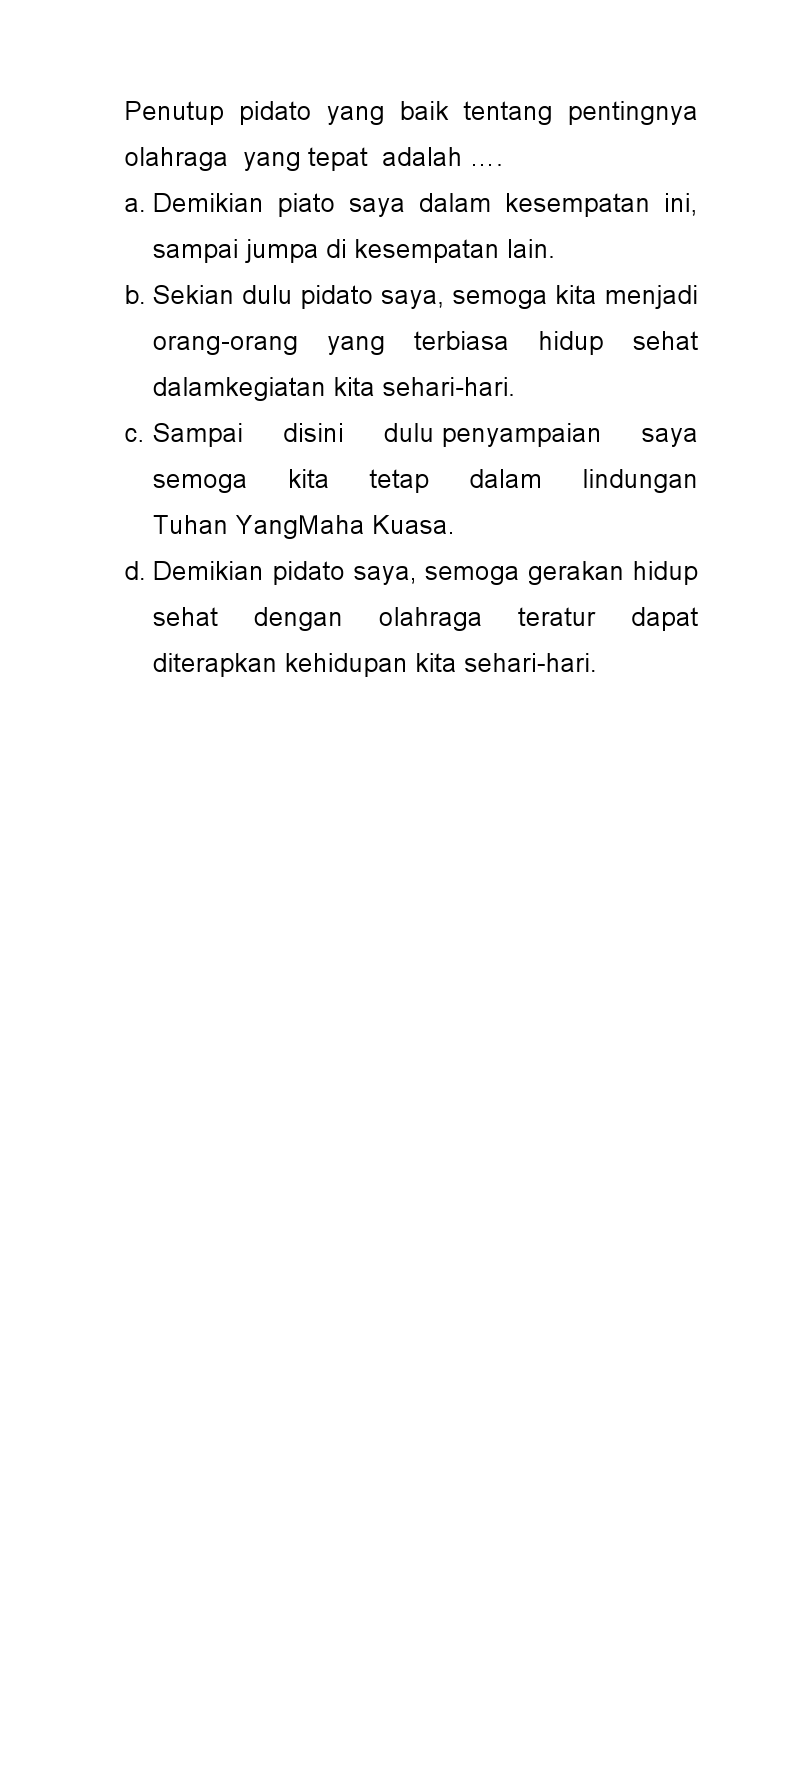 Penutup pidato yang baik tentang pentingnya
olahraga yang tepat adalah ....
a. Demikian piato saya dalam kesempatan ini,
sampai jumpa di kesempatan lain.
b. Sekian dulu pidato saya, semoga kita menjadi
orang-orang yang terbiasa hidup sehat
dalamkegiatan kita sehari-hari.
c. Sampai disini dulu penyampaian saya
semoga kita tetap dalam lindungan
Tuhan YangMaha Kuasa.
d. Demikian pidato saya, semoga gerakan hidup
sehat dengan olahraga teratur dapat
diterapkan kehidupan kita sehari-hari.